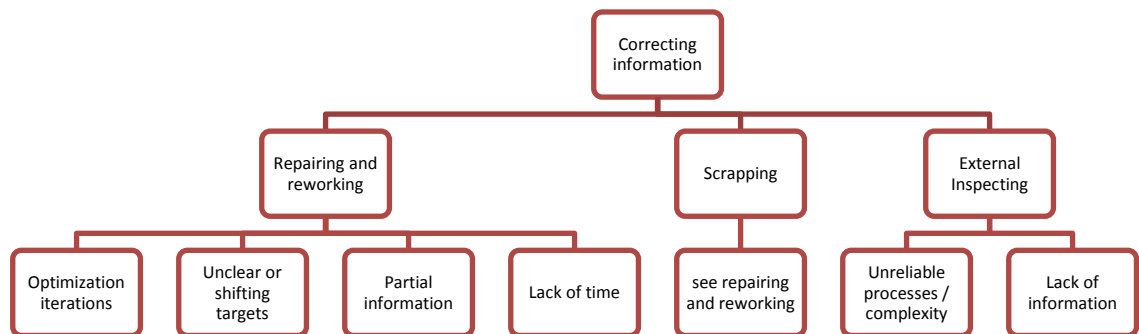 Correcting
information
Repairing and
reworking
Scrapping
External
Inspecting
Optimization
iterations
Unclear or
shifting
targets
Partial
information
Lack of time
see repairing
and reworking
Unreliable
processes /
complexity
Lack of
information